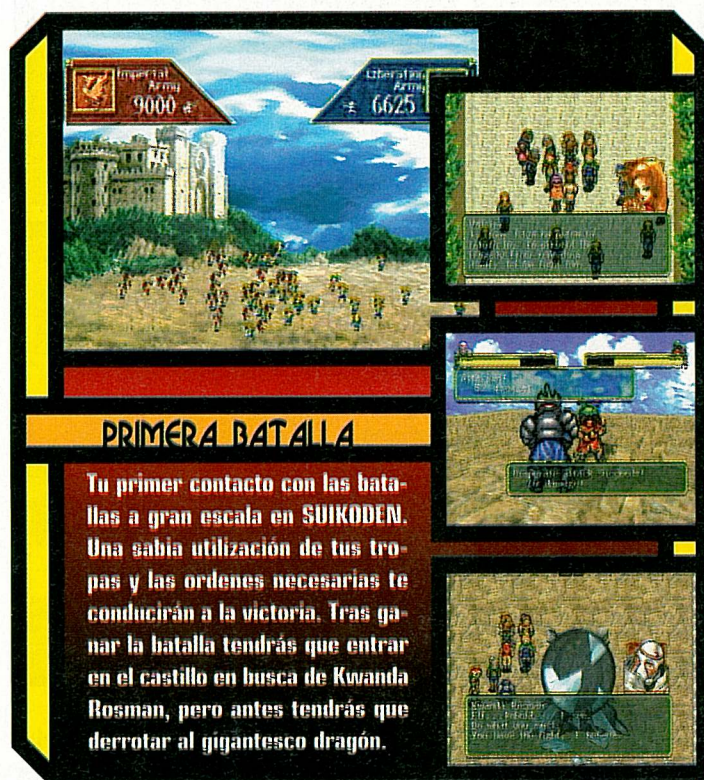 Imperial
Army
9000
Liberation
Army
6625
PRIMERA BATALLA
Tu primer contacto con las bata-
llas a gran escala en SUIKODEN.
Una sabia utilización de tus tro-
pas y las ordenes necesarias te
conducirán a la victoria. Tras ga-
nar la batalla tendrás que entrar
en el castillo en busca de Kwanda
Rosman, pero antes tendrás que
derrotar al gigantesco dragón.
Kwanda Rosman